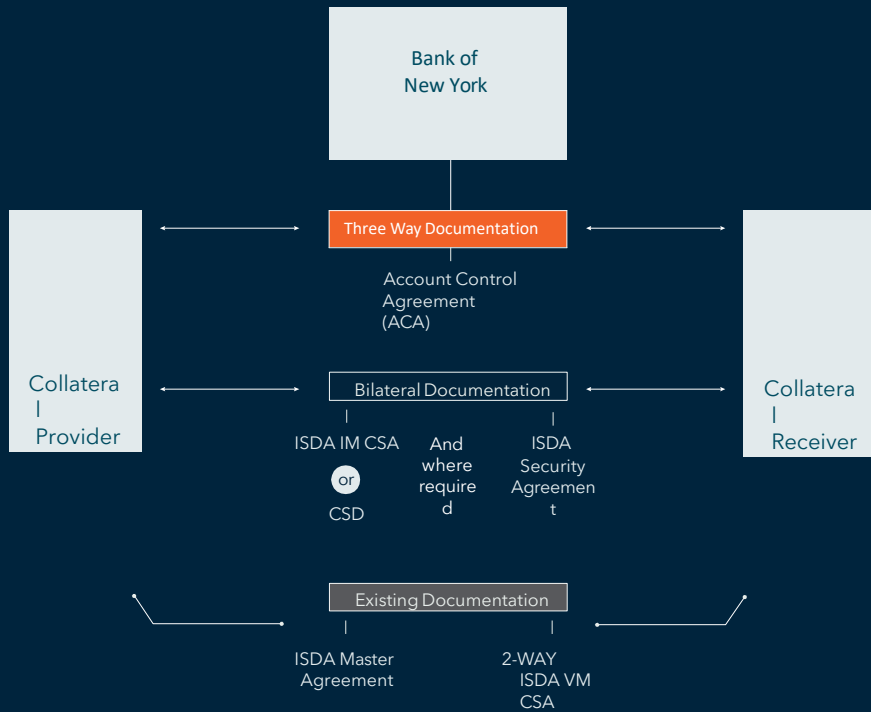 Bank of
New York
Three Way Documentation
Account Control
Agreement
(ACA)
Collatera
l
Provider
Bilateral Documentation
Collatera
l
Receiver
ISDA IM CSA
or
CSD
And
where
require
d
ISDA
Security
Agreemen
t
Existing Documentation
ISDA Master
Agreement
2-WAY
ISDA VM
CSA